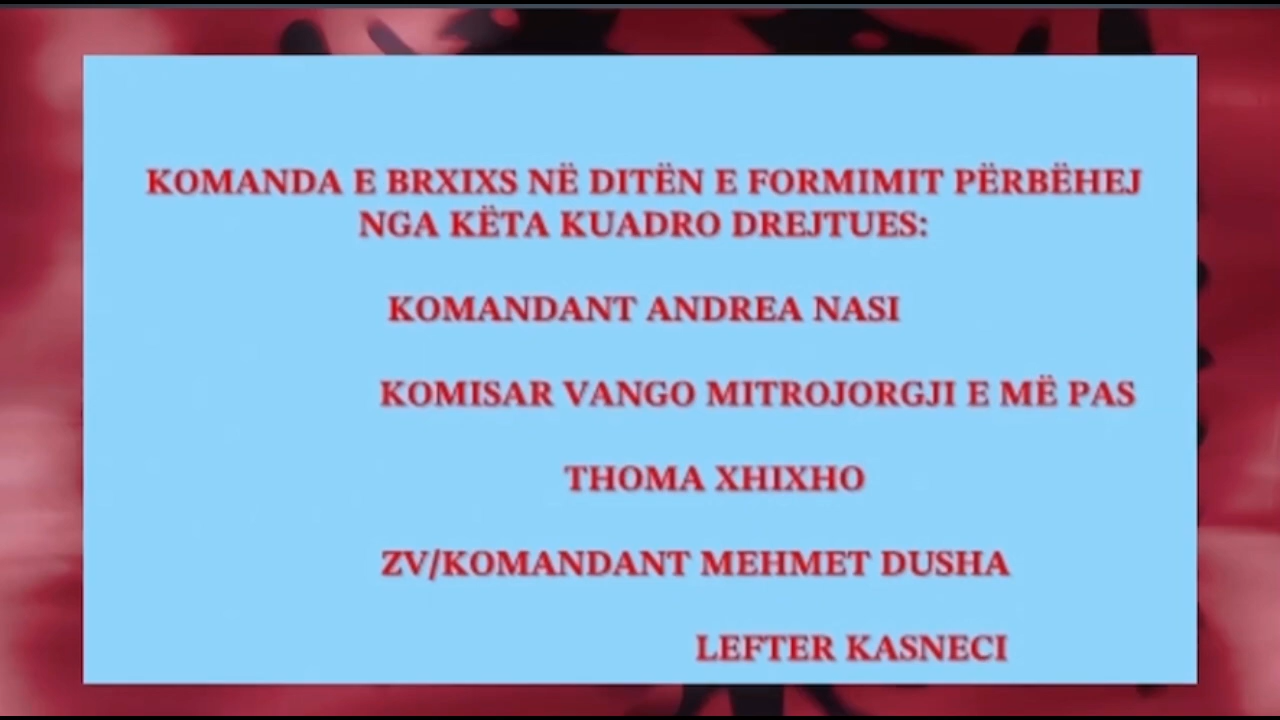 KOMANDA E BRXIXS NË DITËN E FORMIMIT PËRBËHEJ
NGA KËTA KUADRO DREJTUES:
KOMANDANT ANDREA NASI
KOMISAR VANGO MITROJORGJI E MË PAS
THOMA XHIXHO
ZV/KOMANDANT MEHMET DUSHA
LEFTER KASNECI